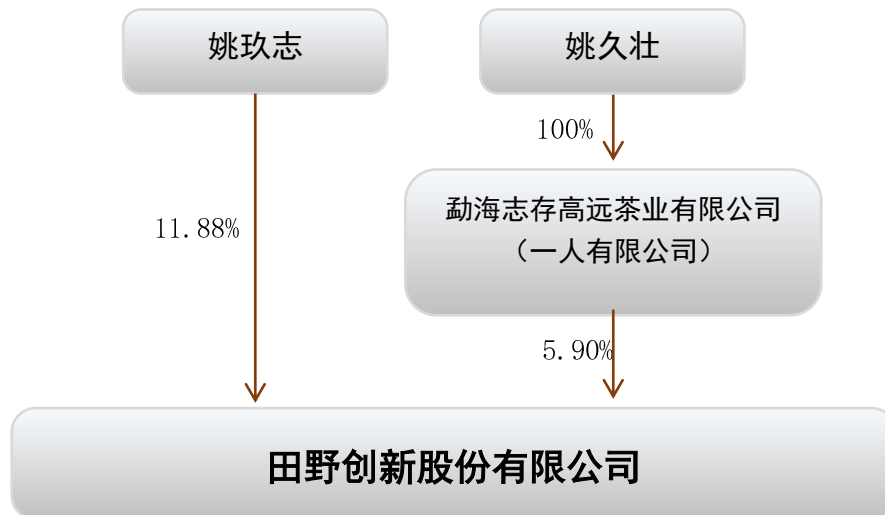 姚玖志
姚久壮
100%
勐海志存高远茶业有限公司
（一人有限公司）
11.88%
5.90%
田野创新股份有限公司